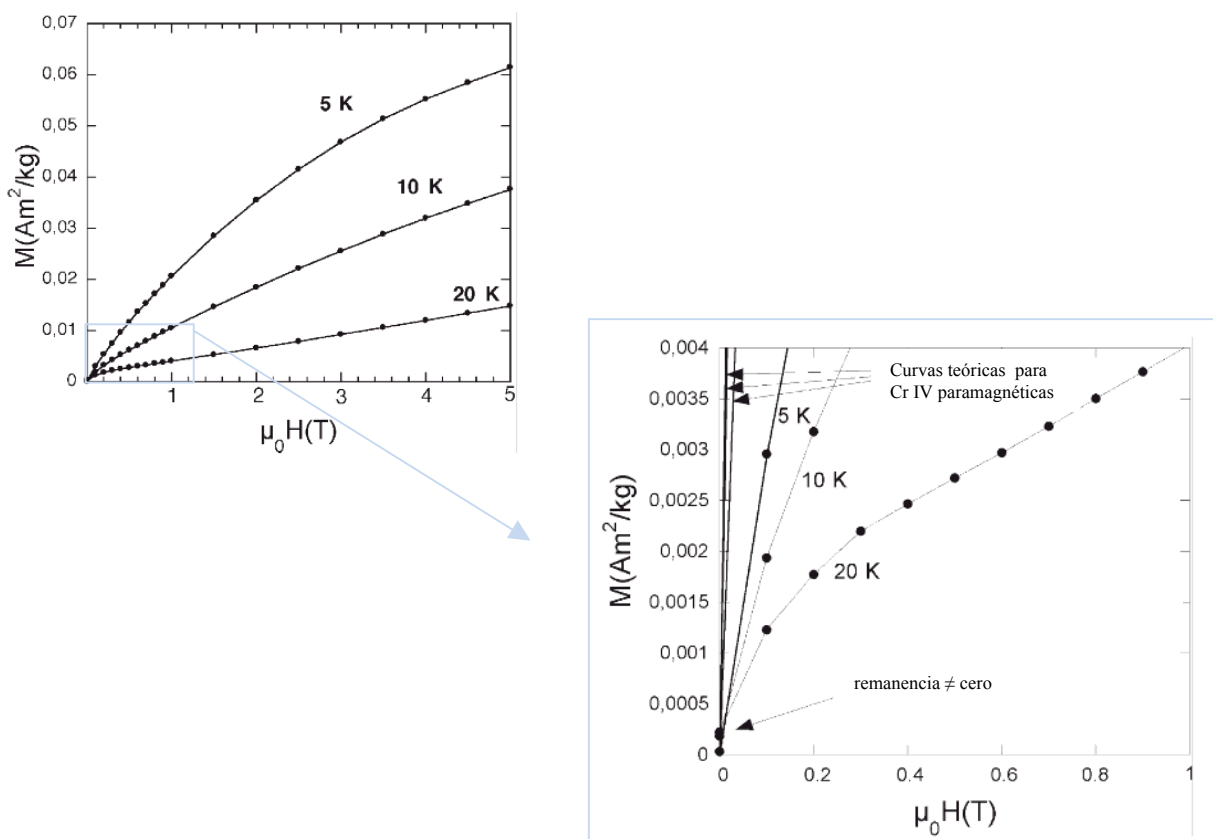 0,07
0,06
0,05
0,04
0,03
0,02
0,01
0
M(Am²/kg)
5 K
10 K
20 K
1
2
3
4
5
µ₀H(T)
0,004
0,0035
0,003
0,0025
0,002
0,0015
0,001
0,0005
0
M(Am²/kg)
Curvas teóricas para
Cr IV paramagnéticas
5 K
10 K
20 K
remanencia ≠ cero
0
0.2
0.4
0.6
0.8
1
µ₀H(T)